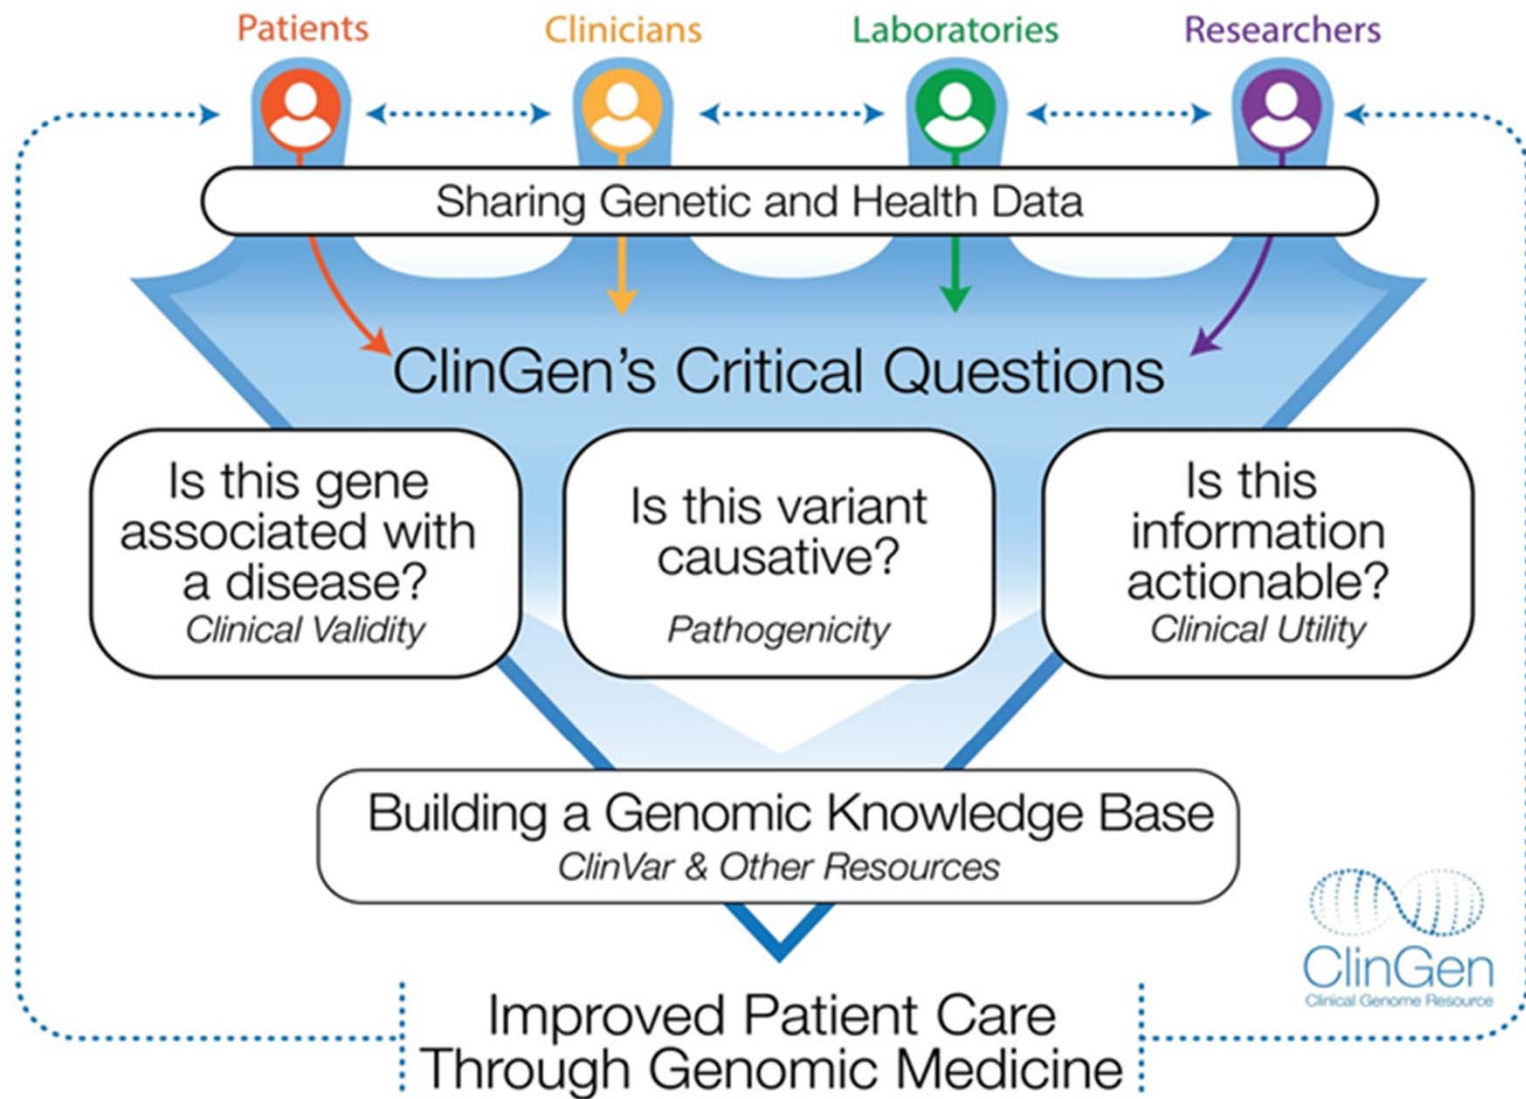 Patients
Clinicians
Laboratories
Researchers
Sharing Genetic and Health Data
ClinGen's Critical Questions
Is this gene
associated with
a disease?
Clinical Validity
Is this variant
causative?
Pathogenicity
Is this
information
actionable?
Clinical Utility
Building a Genomic Knowledge Base
ClinVar & Other Resources
ClinGen
Clinical Genome Resource
Improved Patient Care
Through Genomic Medicine